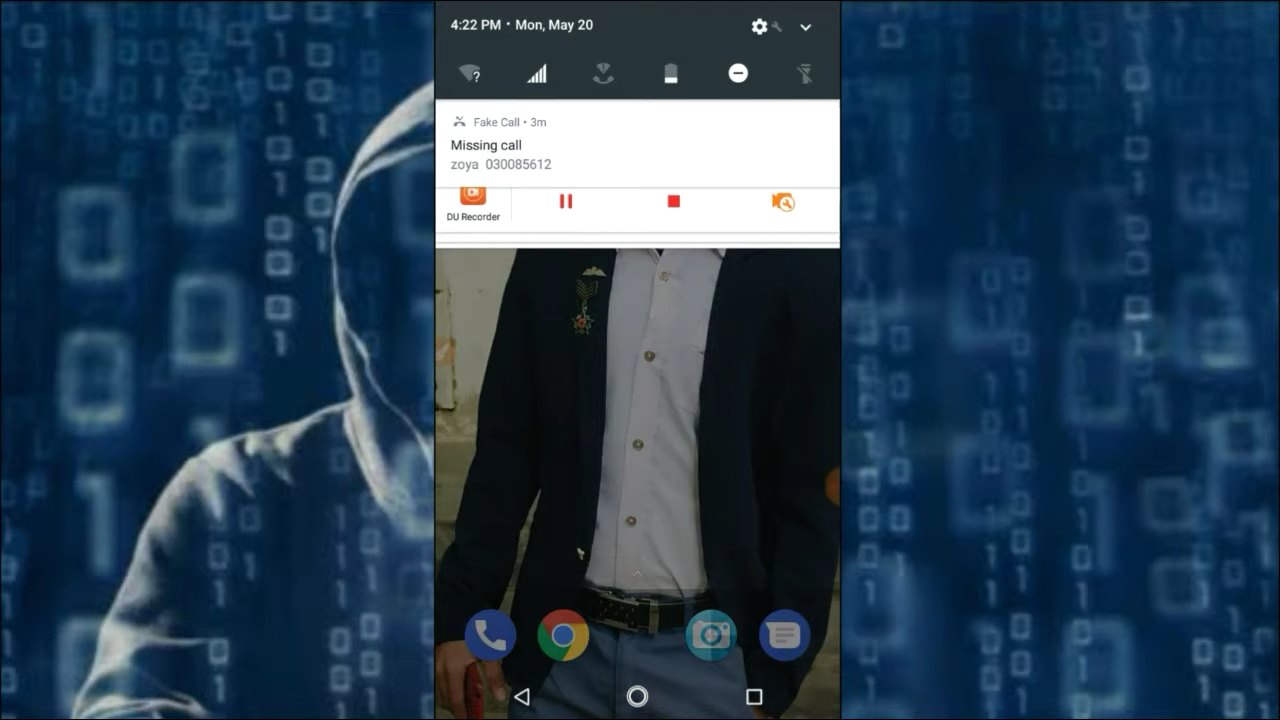 4:22 PM • Mon, May 20
Fake Call • 3m
Missing call
zoya 030085612
DU Recorder